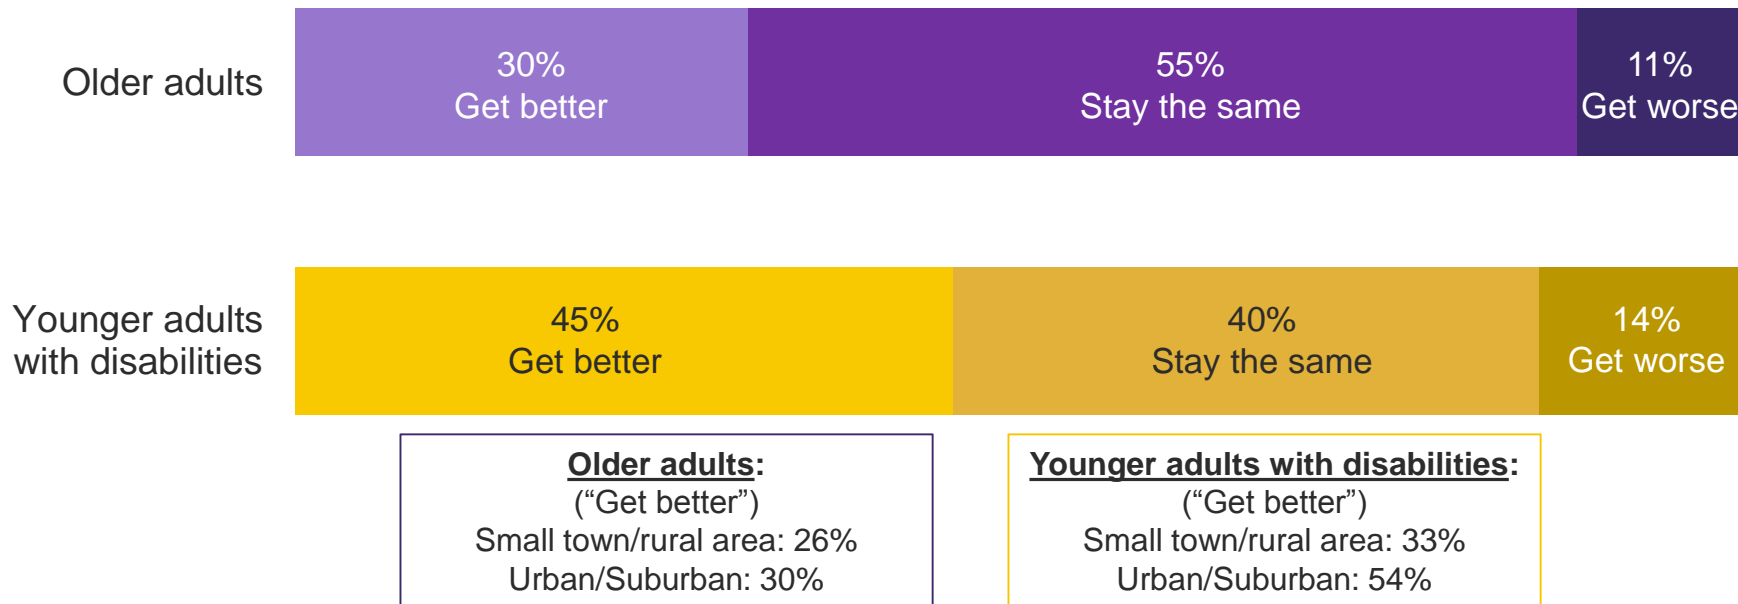 Older adults
30%
Get better
55%
Stay the same
11%
Get worse
Younger adults
with disabilities
45%
Get better
40%
Stay the same
14%
Get worse
Older adults:
(“Get better”)
Small town/rural area: 26%
Urban/Suburban: 30%
Younger adults with disabilities:
(“Get better”)
Small town/rural area: 33%
Urban/Suburban: 54%